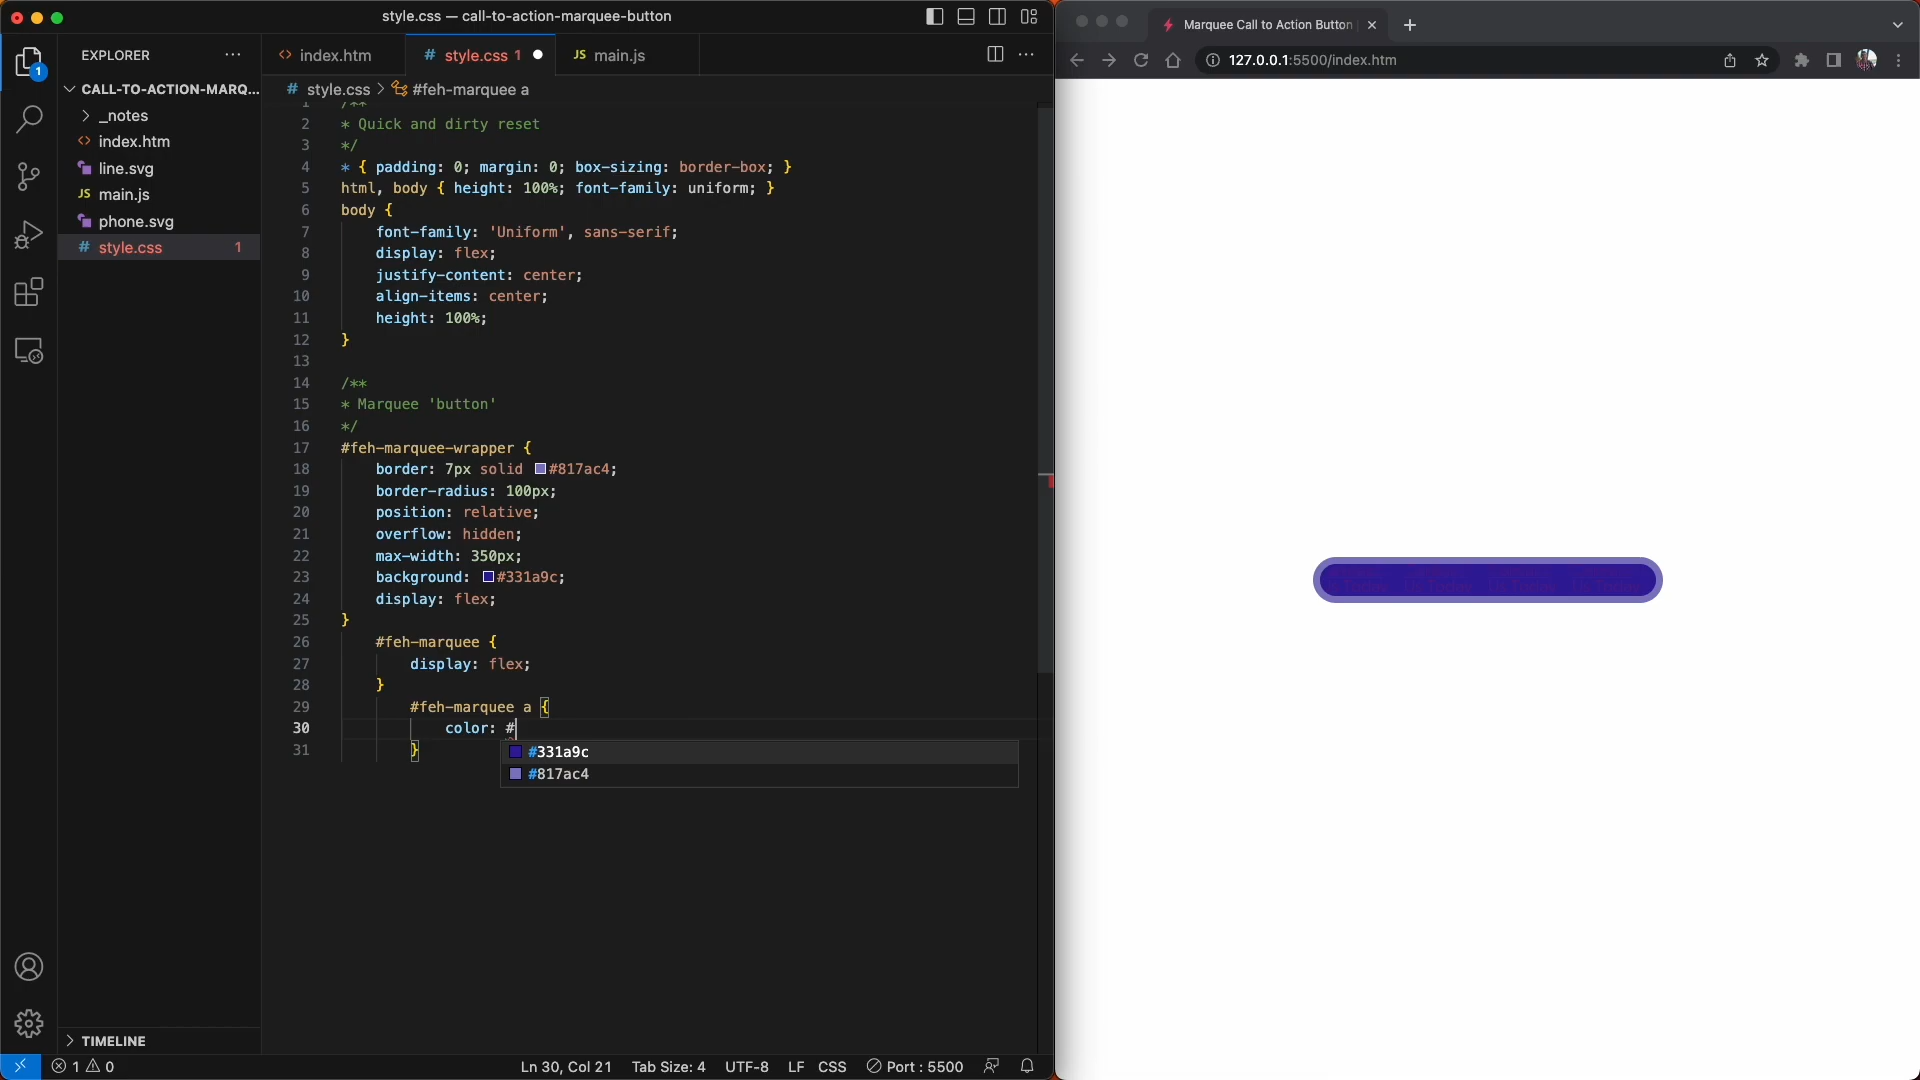 style.css — call-to-action-marquee-button
Marquee Call to Action Button
EXPLORER
index.htm
style.css 1
JS main.js
127.0.0.1:5500/index.htm
CALL-TO-ACTION-MARQ...
style.css > #feh-marquee a
_notes
index.htm
line.svg
JS main.js
phone.svg
# style.css 1
1 /**
2 * Quick and dirty reset
3 */
4 * { padding: 0; margin: 0; box-sizing: border-box; }
5 html, body { height: 100%; font-family: uniform; }
6 body {
7 font-family: 'Uniform', sans-serif;
8 display: flex;
9 justify-content: center;
10 align-items: center;
11 height: 100%;
12 }
13
14 /**
15 * Marquee 'button'
16 */
17 #feh-marquee-wrapper {
18 border: 7px solid #817ac4;
19 border-radius: 100px;
20 position: relative;
21 overflow: hidden;
22 max-width: 350px;
23 background: #331a9c;
24 display: flex;
25 }
26 #feh-marquee {
27 display: flex;
28 }
29 #feh-marquee a {
30 color: #
31 }
#331a9c
#817ac4
TIMELINE
1 0
Ln 30, Col 21
Tab Size: 4
UTF-8
LF
CSS
Port : 5500
1